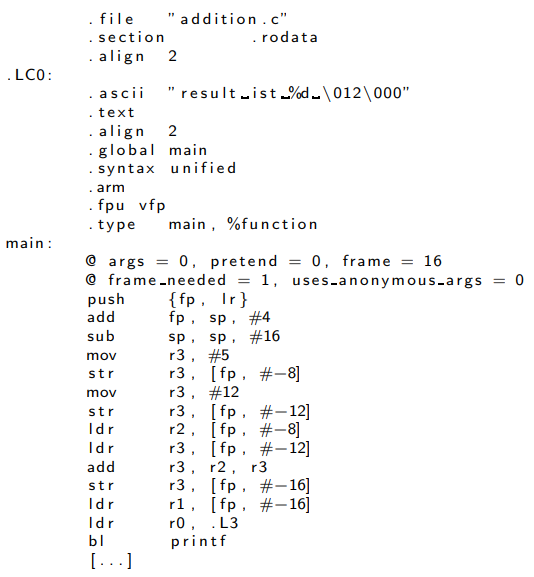 .file "addition.c"
.section .rodata
.align 2
.LC0:
.ascii "result␣ist␣%d␣\012\000"
.text
.align 2
.global main
.syntax unified
.arm
.fpu vfp
.type main, %function
main:
@ args = 0, pretend = 0, frame = 16
@ frame_needed = 1, uses_anonymous_args = 0
push {fp, lr}
add fp, sp, #4
sub sp, sp, #16
mov r3, #5
str r3, [fp, #−8]
mov r3, #12
str r3, [fp, #−12]
ldr r2, [fp, #−8]
ldr r3, [fp, #−12]
add r3, r2, r3
str r3, [fp, #−16]
ldr r1, [fp, #−16]
ldr r0, .L3
bl printf
[...]